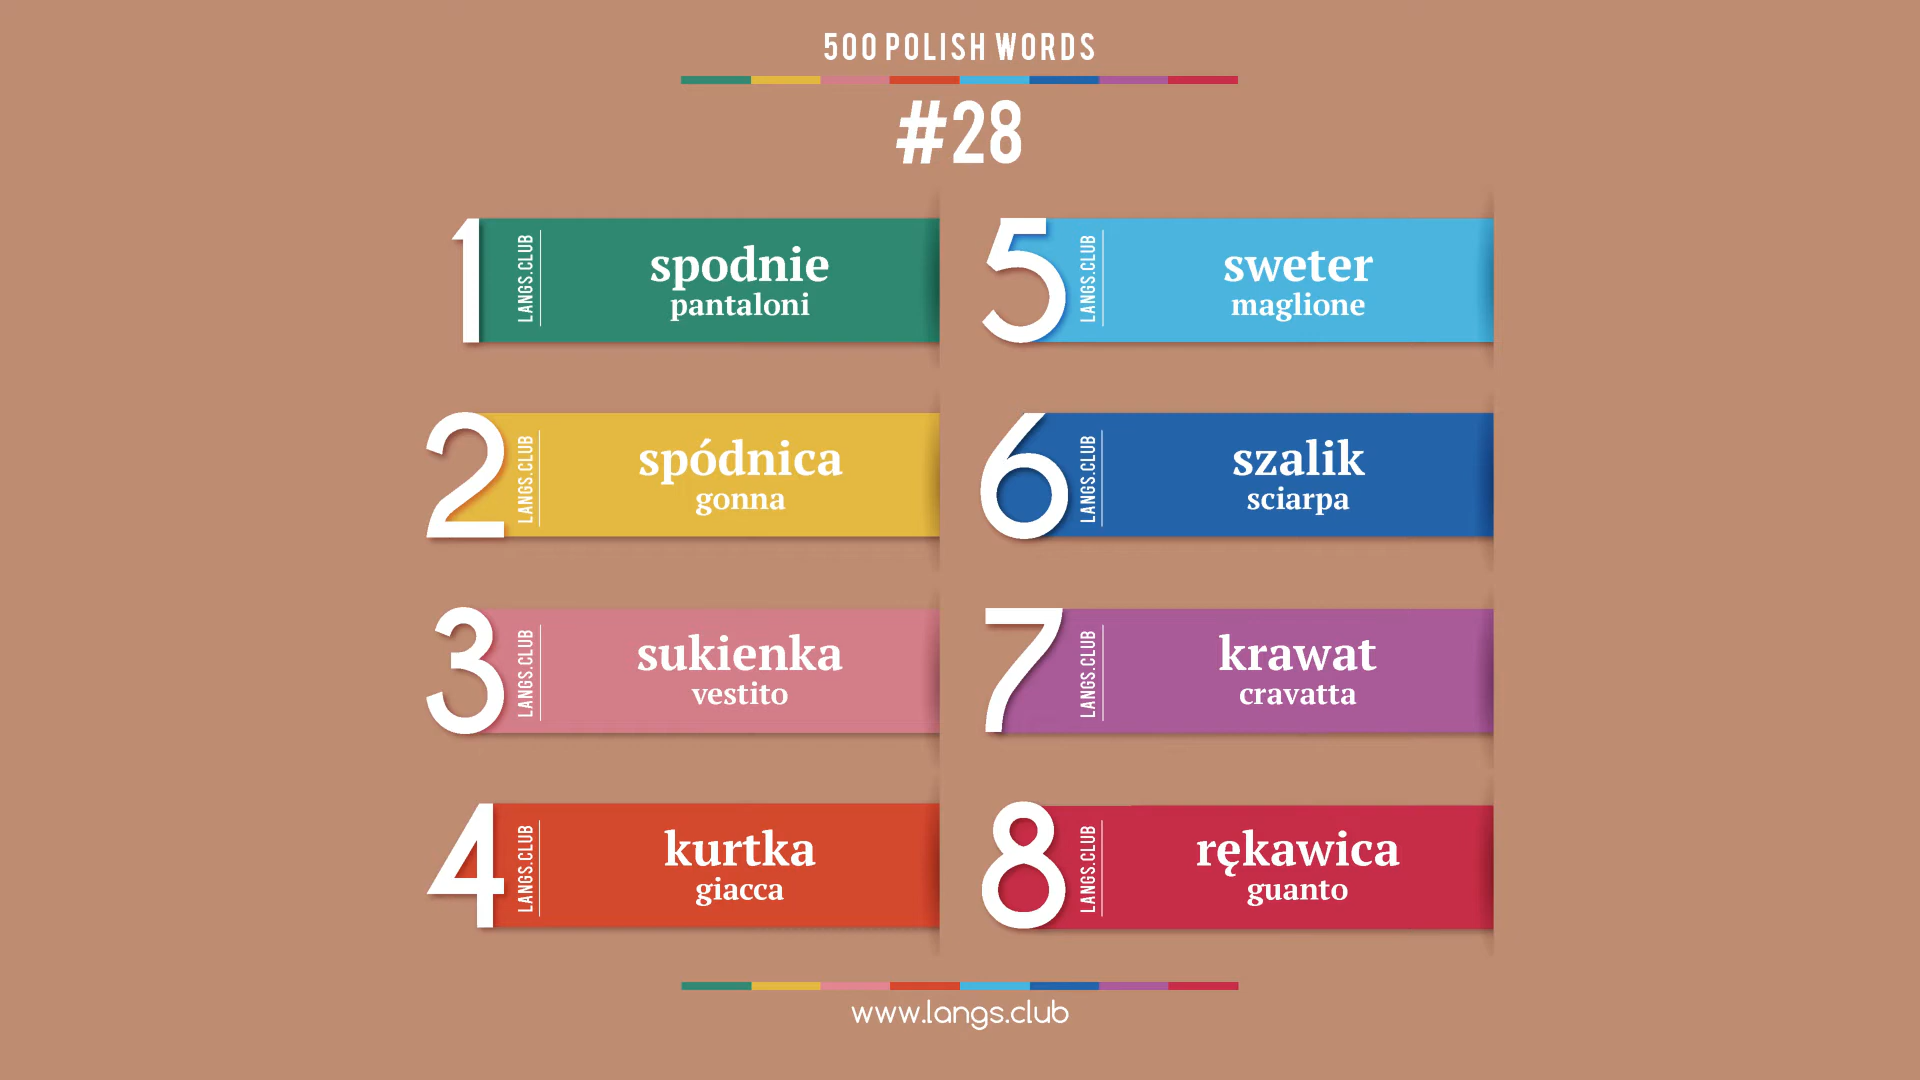 500 POLISH WORDS
#28
1
LANGS.CLUB
spodnie
pantaloni
2
LANGS.CLUB
spódnica
gonna
3
LANGS.CLUB
sukienka
vestito
4
LANGS.CLUB
kurtka
giacca
5
LANGS.CLUB
sweter
maglione
6
LANGS.CLUB
szalik
sciarpa
7
LANGS.CLUB
krawat
cravatta
8
LANGS.CLUB
rękawica
guanto
www.langs.club